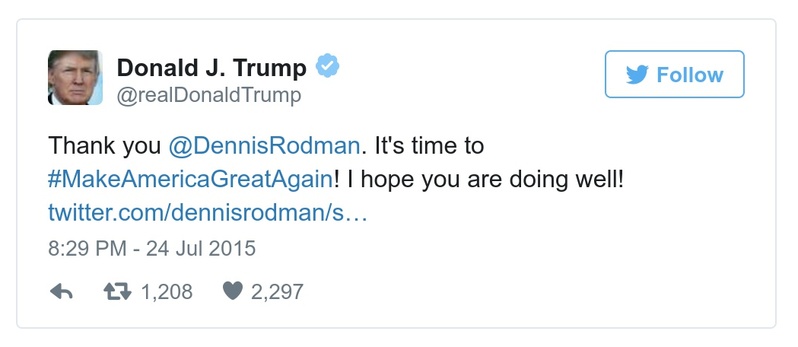 Donald J. Trump
@realDonaldTrump
Follow
Thank you @DennisRodman. It's time to
#MakeAmericaGreatAgain! I hope you are doing well!
twitter.com/dennisrodman/s…
8:29 PM - 24 Jul 2015
1,208 2,297